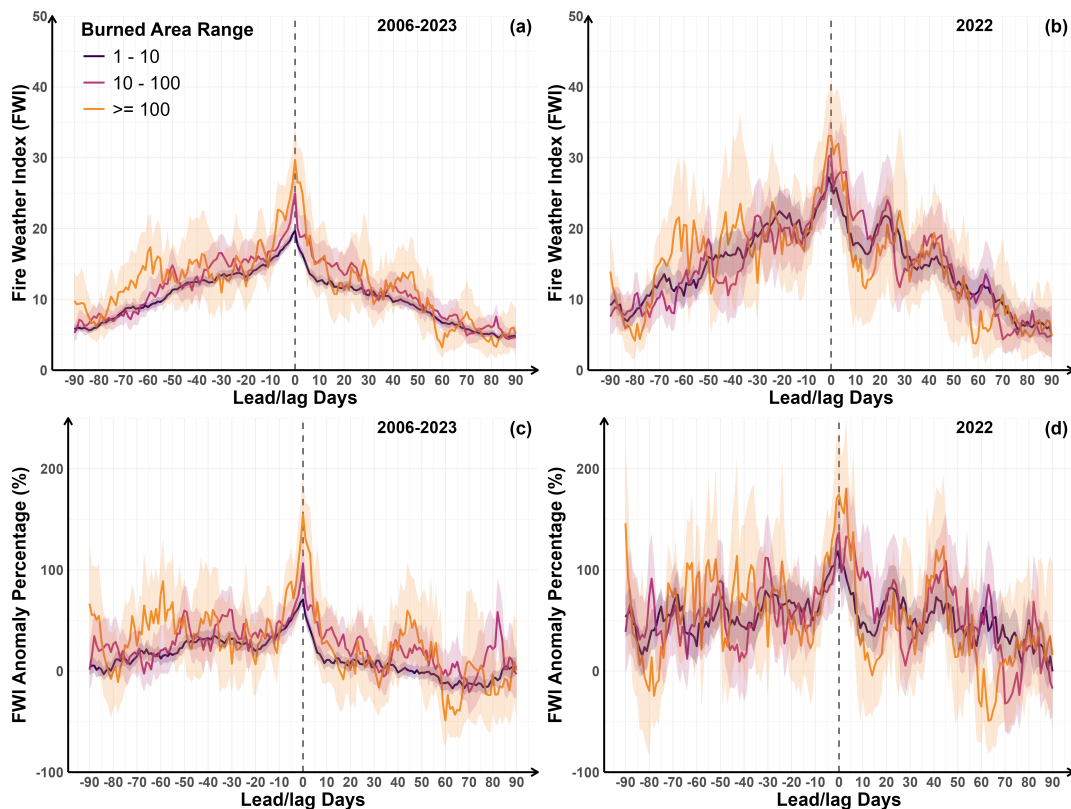 2006-2023 (a)
Burned Area Range
1 - 10
10 - 100
>= 100
Fire Weather Index (FWI)
50
40
30
20
10
0
-90 -80 -70 -60 -50 -40 -30 -20 -10 0 10 20 30 40 50 60 70 80 90
Lead/lag Days
2022 (b)
Fire Weather Index (FWI)
50
40
30
20
10
0
-90 -80 -70 -60 -50 -40 -30 -20 -10 0 10 20 30 40 50 60 70 80 90
Lead/lag Days
2006-2023 (c)
FWI Anomaly Percentage (%)
200
100
0
-100
-90 -80 -70 -60 -50 -40 -30 -20 -10 0 10 20 30 40 50 60 70 80 90
Lead/lag Days
2022 (d)
FWI Anomaly Percentage (%)
200
100
0
-100
-90 -80 -70 -60 -50 -40 -30 -20 -10 0 10 20 30 40 50 60 70 80 90
Lead/lag Days